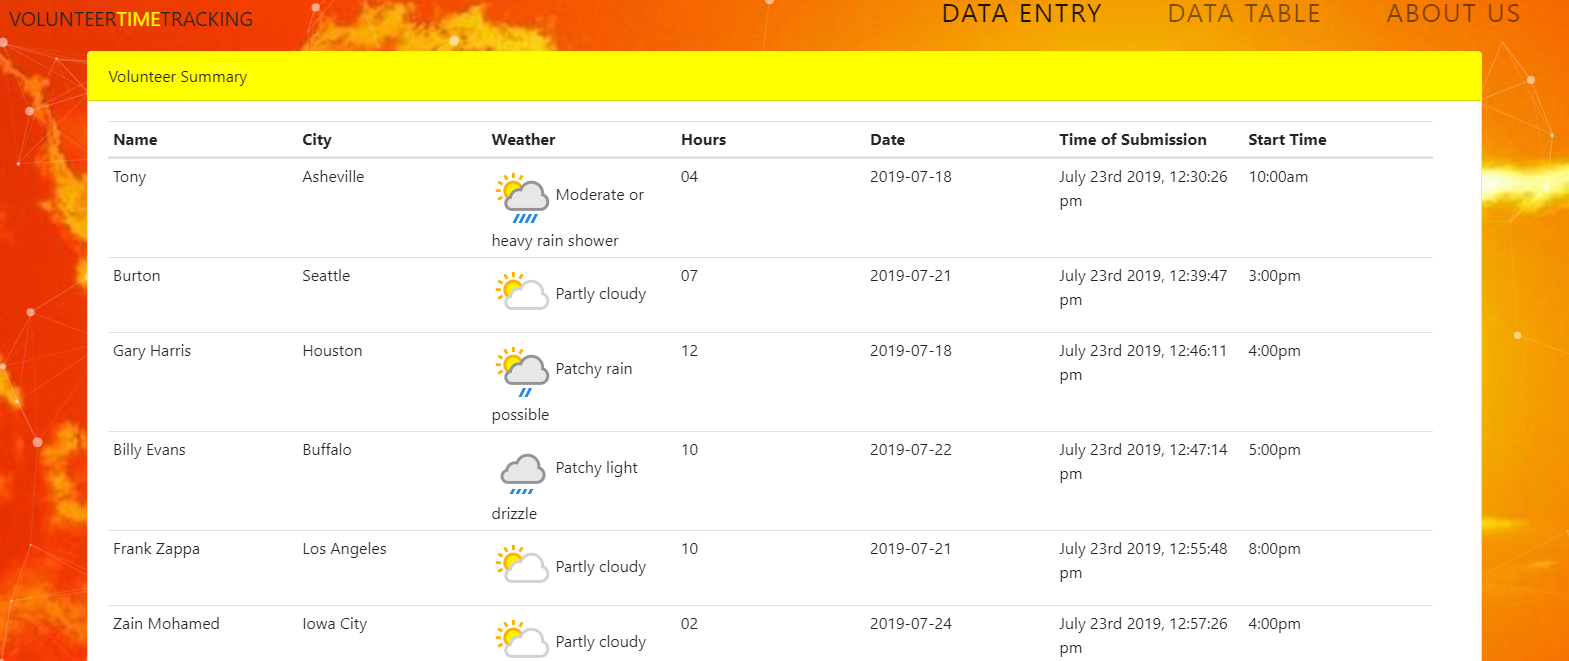 VOLUNTEERTIMETRACKING
DATA ENTRY DATA TABLE ABOUT US
Volunteer Summary
Name City Weather Hours Date Time of Submission Start Time
Tony Asheville Moderate or heavy rain shower 04 2019-07-18 July 23rd 2019, 12:30:26 pm 10:00am
Burton Seattle Partly cloudy 07 2019-07-21 July 23rd 2019, 12:39:47 pm 3:00pm
Gary Harris Houston Patchy rain possible 12 2019-07-18 July 23rd 2019, 12:46:11 pm 4:00pm
Billy Evans Buffalo Patchy light drizzle 10 2019-07-22 July 23rd 2019, 12:47:14 pm 5:00pm
Frank Zappa Los Angeles Partly cloudy 10 2019-07-21 July 23rd 2019, 12:55:48 pm 8:00pm
Zain Mohamed Iowa City Partly cloudy 02 2019-07-24 July 23rd 2019, 12:57:26 pm 4:00pm